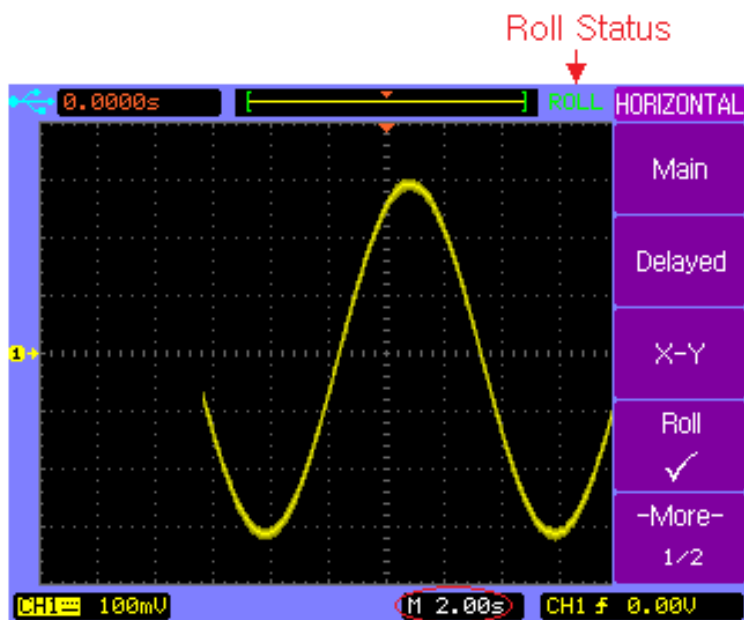 Roll Status
0.0000s ROLL HORIZONTAL
Main
Delayed
X-Y
Roll
-More-
1/2
1
CH1 100mV M 2.00s CH1 0.00V